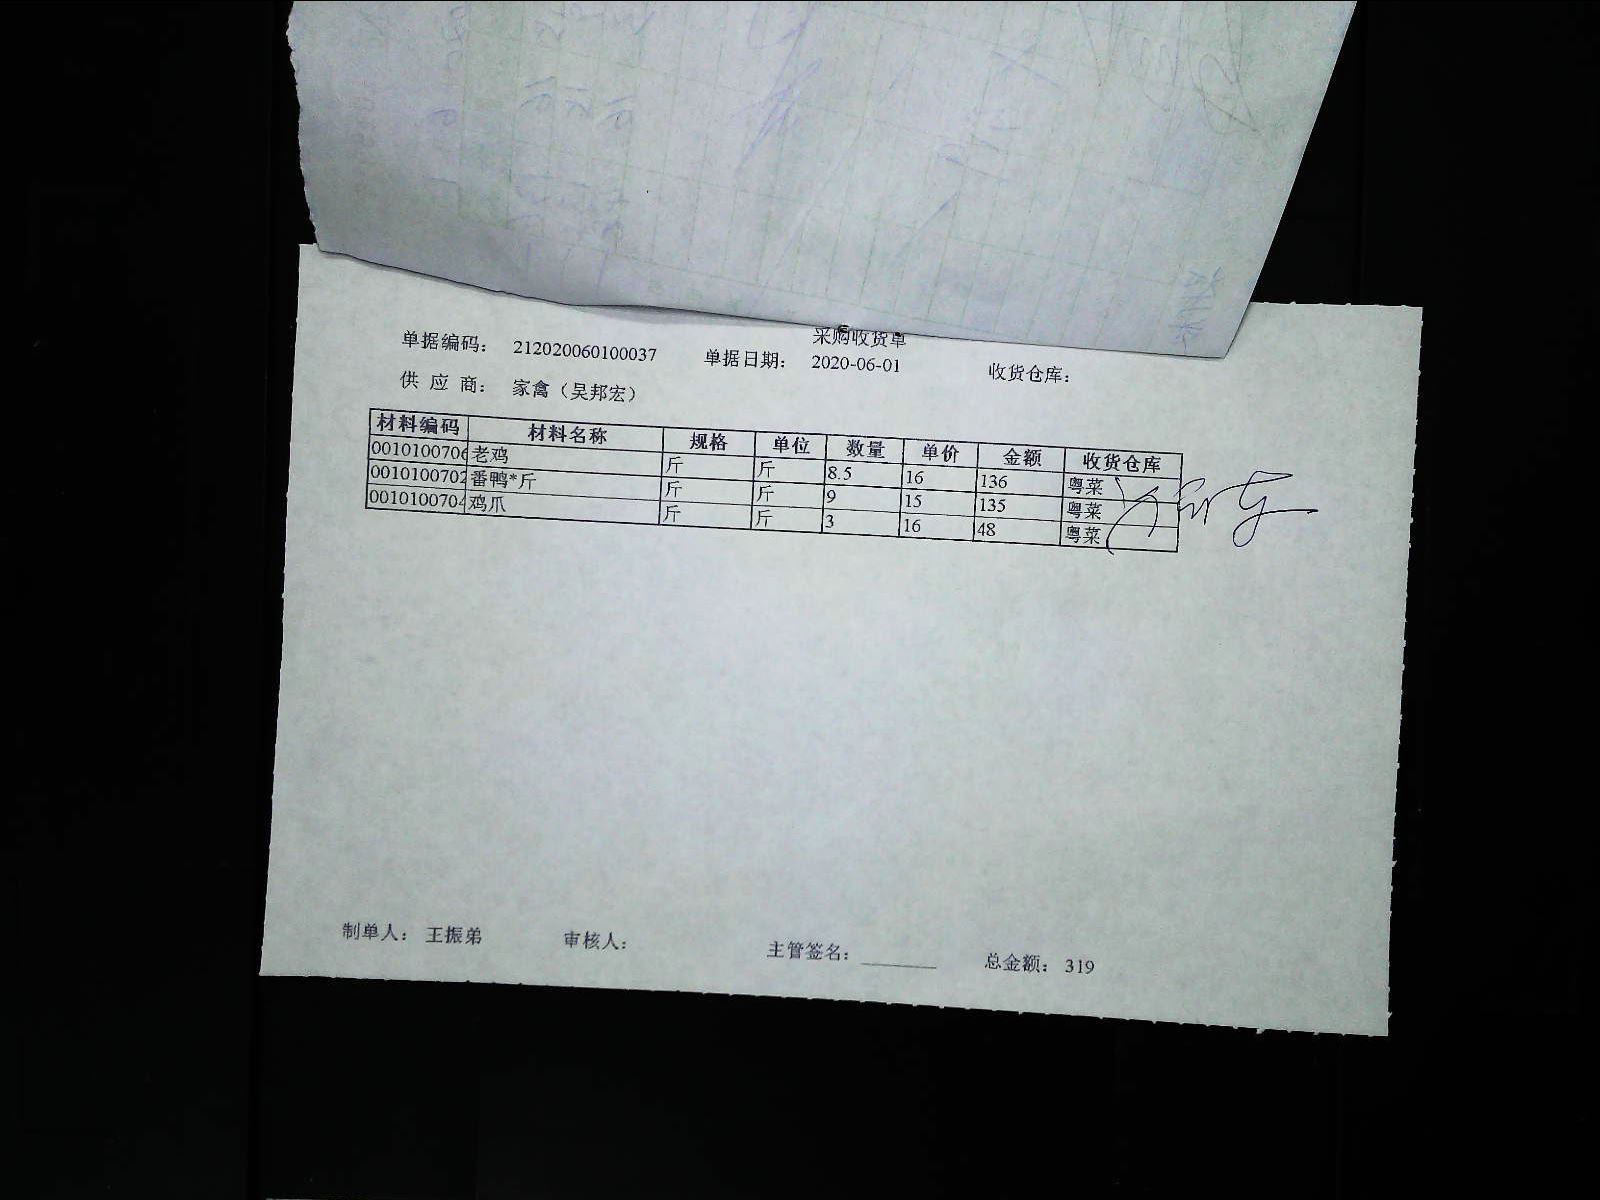 采购收货单
单据编码： 212020060100037 单据日期： 2020-06-01 收货仓库：
供 应 商： 家禽（吴邦宏）
材料编码 材料名称 规格 单位 数量 单价 金额 收货仓库
0010100706 老鸡 斤 斤 8.5 16 136 粤菜
0010100702 番鸭*斤 斤 斤 9 15 135 粤菜
0010100704 鸡爪 斤 斤 3 16 48 粤菜
制单人： 王振弟 审核人： 主管签名： 总金额： 319